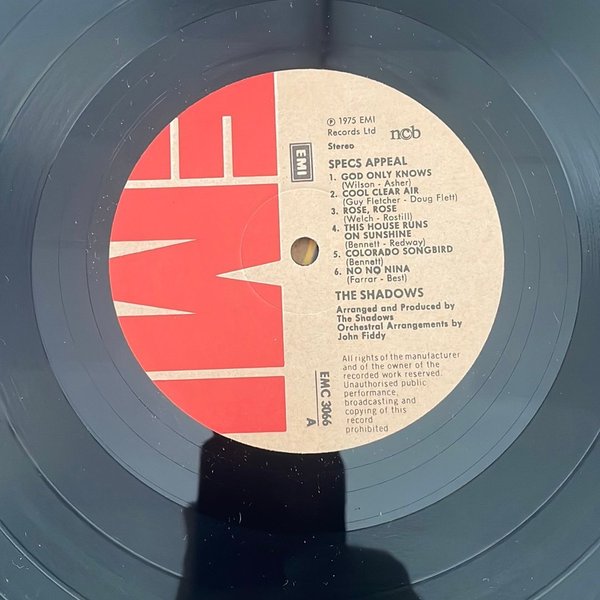 EMI
℗ 1975 EMI
Records Ltd
ncb
Stereo
EMI
SPECS APPEAL
1. GOD ONLY KNOWS
(Wilson - Asher)
2. COOL CLEAR AIR
(Guy Fletcher - Doug Flett)
3. ROSE, ROSE
(Welch - Rostill)
4. THIS HOUSE RUNS
ON SUNSHINE
(Bennett - Redway)
5. COLORADO SONGBIRD
(Bennett)
6. NO NO NINA
(Farrar - Best)
THE SHADOWS
Arranged and Produced by
The Shadows
Orchestral Arrangements by
John Fiddy
All rights of the manufacturer
and of the owner of the
recorded work reserved.
Unauthorised public
performance,
broadcasting and
copying of this
record
prohibited
EMC 3066
A